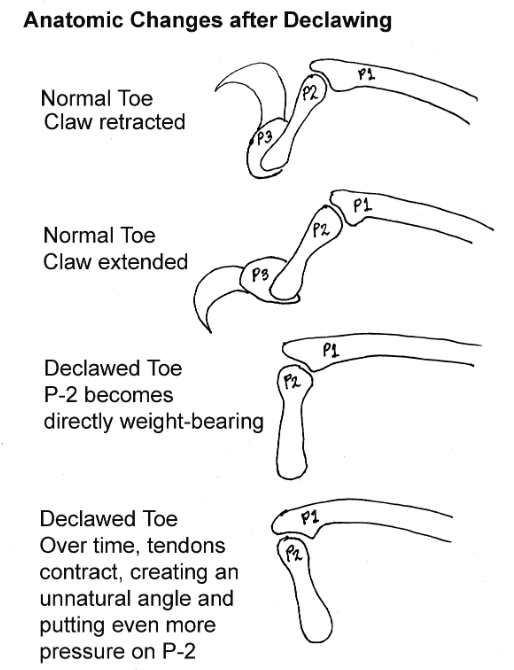 Anatomic Changes after Declawing
Normal Toe
Claw retracted
P1
P2
P3
Normal Toe
Claw extended
P1
P2
P3
Declawed Toe
P-2 becomes
directly weight-bearing
P1
P2
Declawed Toe
Over time, tendons
contract, creating an
unnatural angle and
putting even more
pressure on P-2
P1
P2